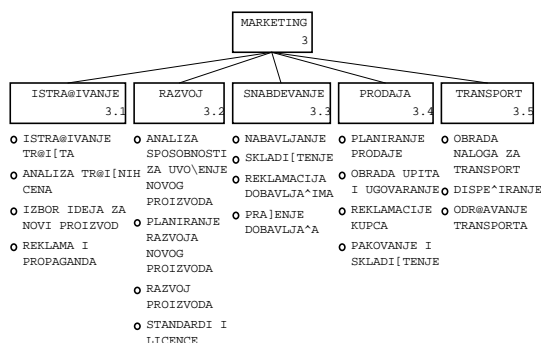 MARKETING
3
ISTRA@IVANJE
3.1
ISTRA@IVANJE
TR@I[TA
ANALIZA TR@I[NIH
CENA
IZBOR IDEJA ZA
NOVI PROIZVOD
REKLAMA I
PROPAGANDA
RAZVOJ
3.2
ANALIZA
SPOSOBNOSTI
ZA UVO\ENJE
NOVOG
PROIZVODA
PLANIRANJE
RAZVOJA
NOVOG
PROIZVODA
RAZVOJ
PROIZVODA
STANDARDI I
LICENCE
SNABDEVANJE
3.3
NABAVLJANJE
SKLADI[TENJE
REKLAMACIJA
DOBAVLJA^IMA
PRA]ENJE
DOBAVLJA^A
PRODAJA
3.4
PLANIRANJE
PRODAJE
OBRADA UPITA
I UGOVARANJE
REKLAMACIJE
KUPCA
PAKOVANJE I
SKLADI[TENJE
TRANSPORT
3.5
OBRADA
NALOGA ZA
TRANSPORT
DISPE^IRANJE
ODR@AVANJE
TRANSPORTA